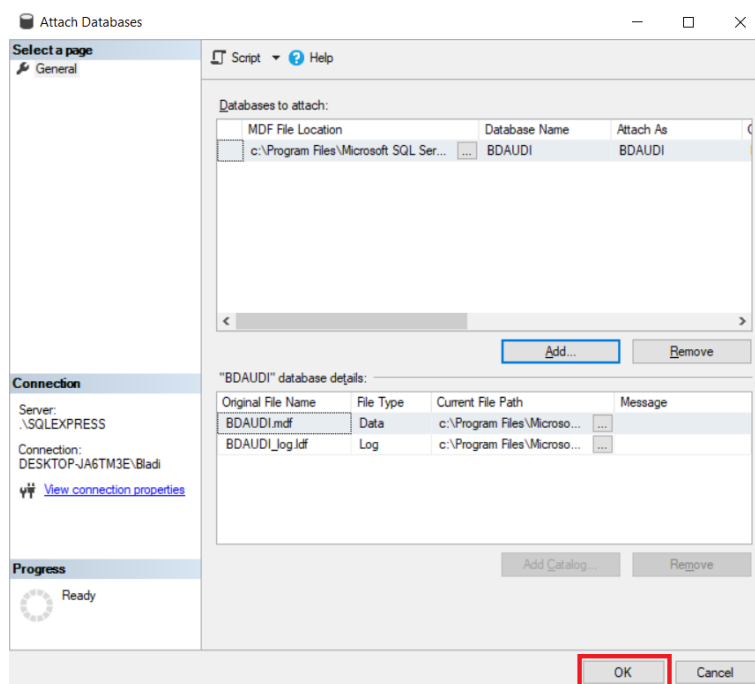 Attach Databases
Select a page
General
Script Help
Databases to attach:
MDF File Location Database Name Attach As
c:\Program Files\Microsoft SQL Ser... ... BDAUDI BDAUDI
Add... Remove
"BDAUDI" database details:
Original File Name File Type Current File Path Message
BDAUDI.mdf Data c:\Program Files\Microso... ...
BDAUDI_log.ldf Log c:\Program Files\Microso... ...
Add Catalog... Remove
Connection
Server:
.\SQLEXPRESS
Connection:
DESKTOP-JA6TM3E\Bladi
View connection properties
Progress
Ready
OK Cancel